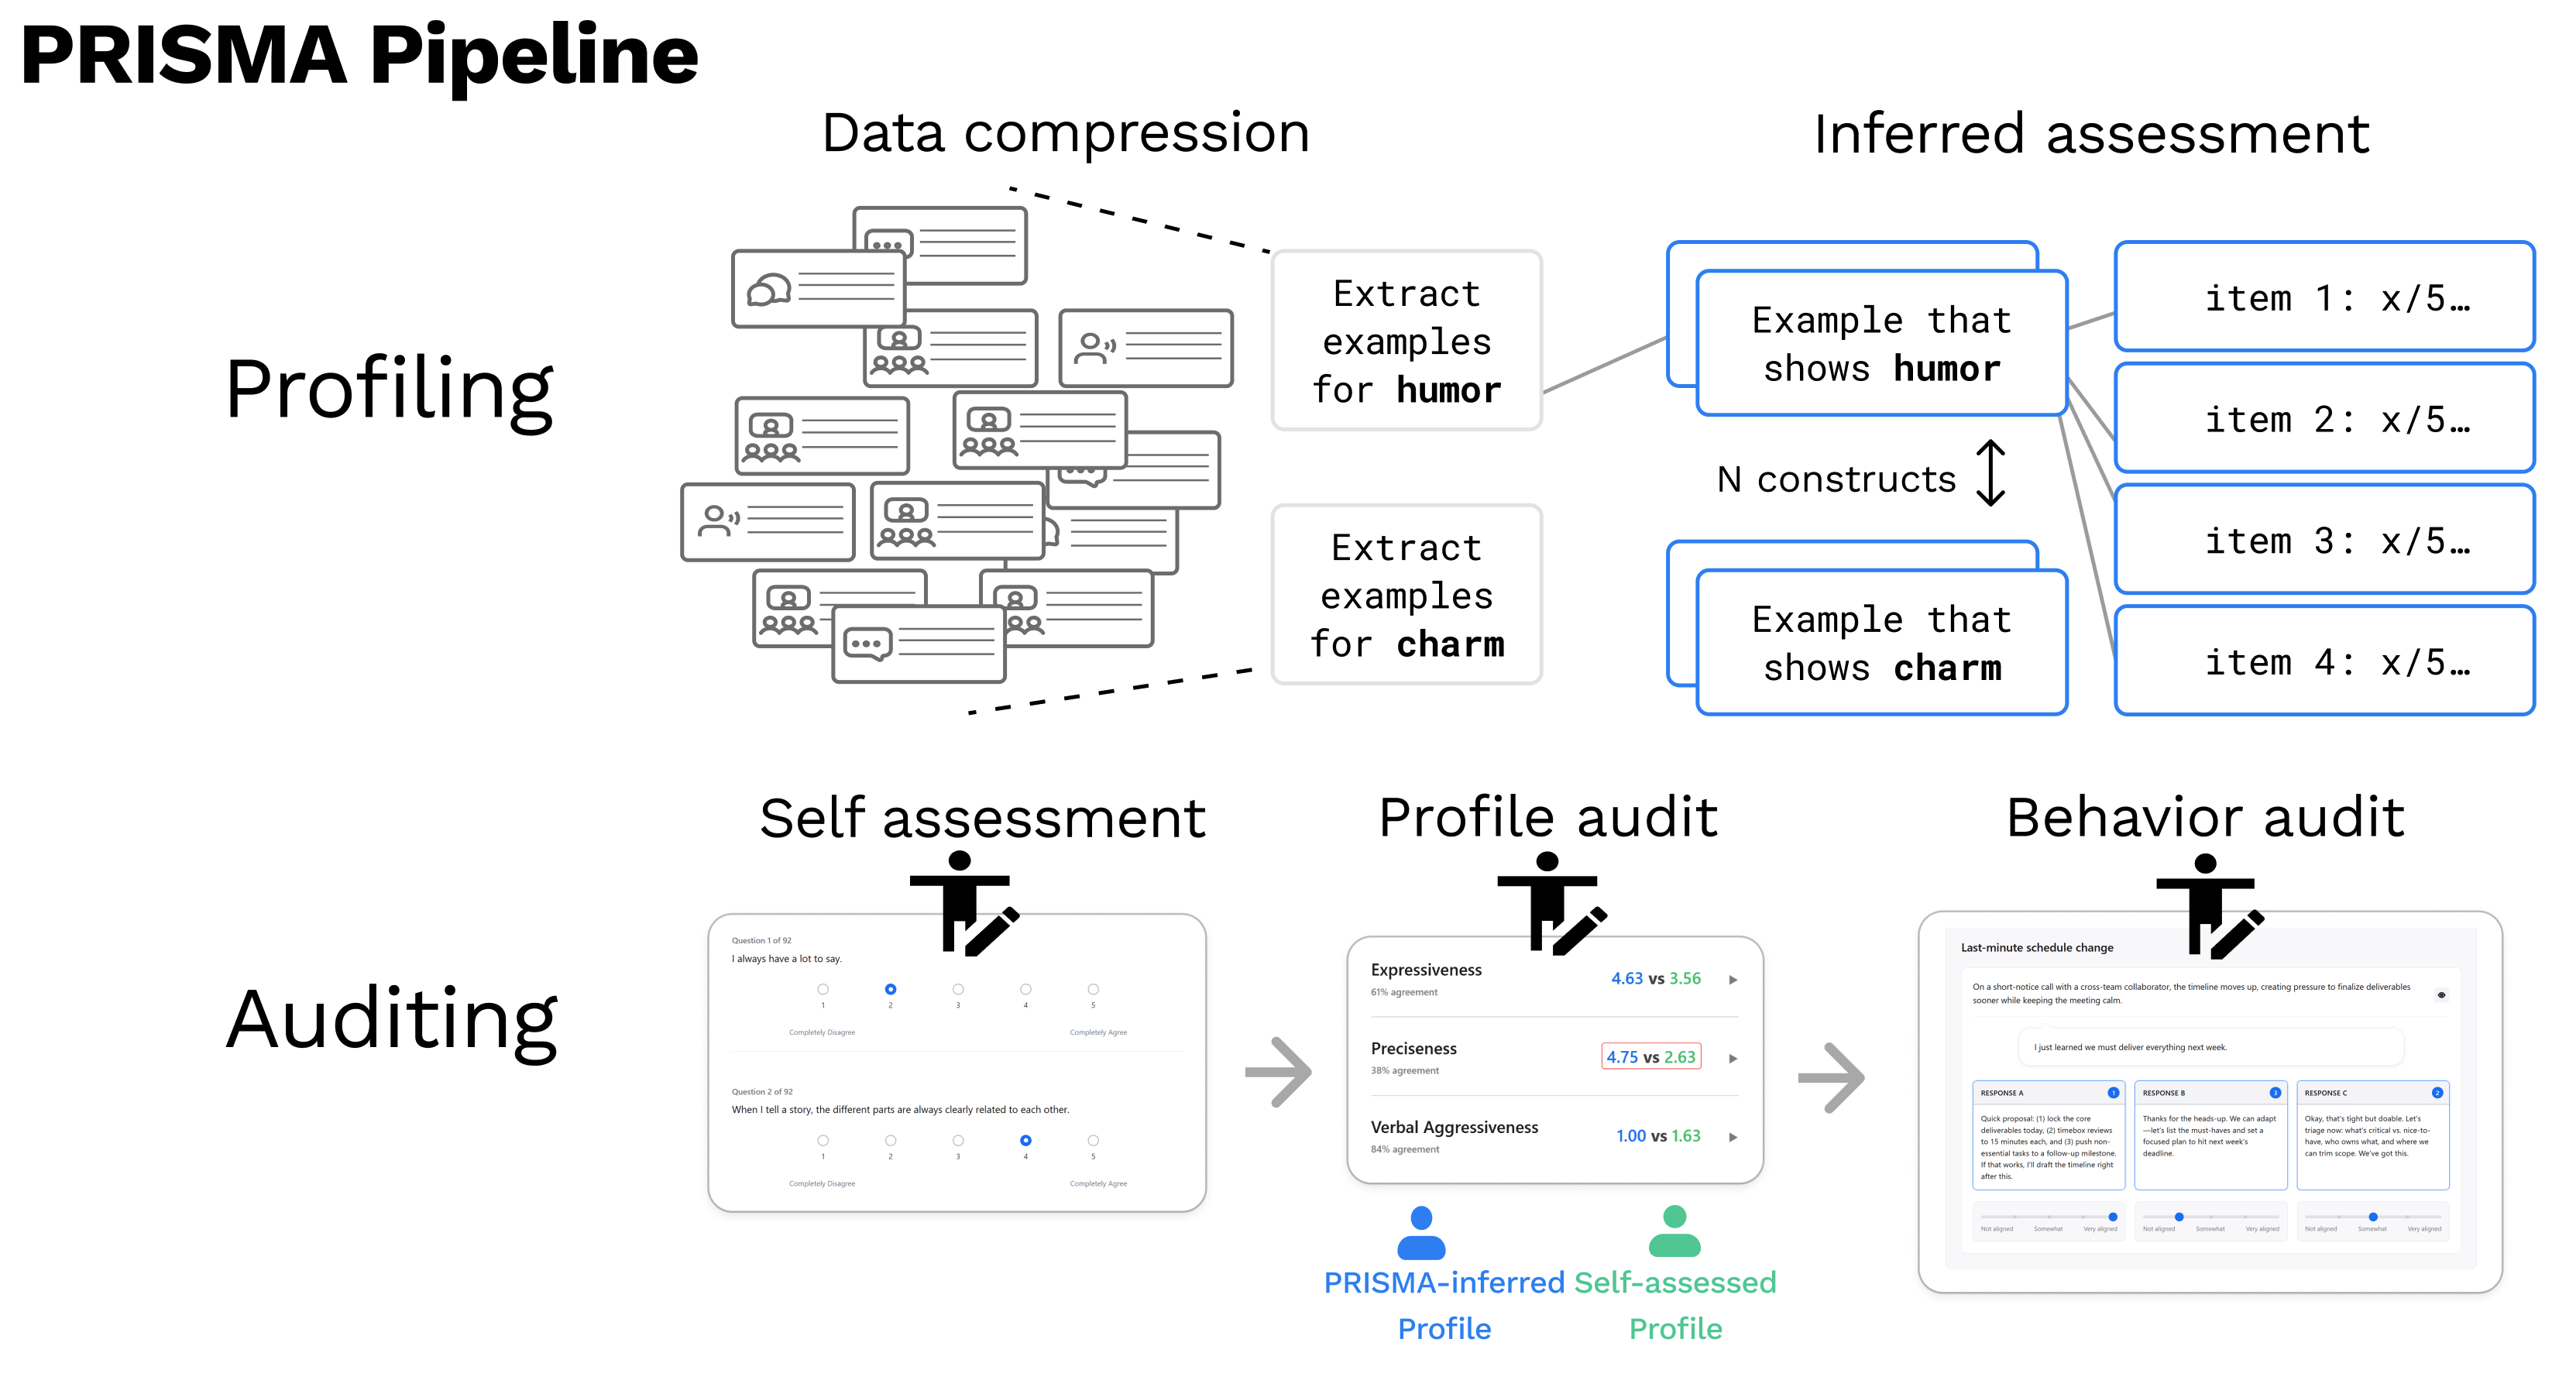 PRISMA Pipeline
Data compression
Inferred assessment
Profiling
Extract
examples
for humor
Extract
examples
for charm
Example that
shows humor
N constructs
Example that
shows charm
item 1: x/5…
item 2: x/5…
item 3: x/5…
item 4: x/5…
Self assessment
Profile audit
Behavior audit
Auditing
Question 1 of 92
I always have a lot to say.
1 2 3 4 5
Completely Disagree Completely Agree
Question 2 of 92
When I tell a story, the different parts are always clearly related to each other.
1 2 3 4 5
Completely Disagree Completely Agree
Expressiveness
61% agreement
4.63 vs 3.56
Preciseness
38% agreement
4.75 vs 2.63
Verbal Aggressiveness
84% agreement
1.00 vs 1.63
PRISMA-inferred
Profile
Self-assessed
Profile
Last-minute schedule change
On a short-notice call with a cross-team collaborator, the timeline moves up, creating pressure to finalize deliverables
sooner while keeping the meeting calm.
I just learned we must deliver everything next week.
RESPONSE A 1
Quick proposal: (1) lock the core
deliverables today, (2) timebox reviews
to 15 minutes each, and (3) push non-
essential tasks to a follow-up milestone.
If that works, I'll draft the timeline right
after this.
Not aligned Somewhat Very aligned
RESPONSE B 3
Thanks for the heads-up. We can adapt
—let's list the must-haves and set a
focused plan to hit next week's
deadline.
Not aligned Somewhat Very aligned
RESPONSE C 2
Okay, that's tight but doable. Let's
triage now: what's critical vs. nice-to-
have, who owns what, and where we
can trim scope. We've got this.
Not aligned Somewhat Very aligned